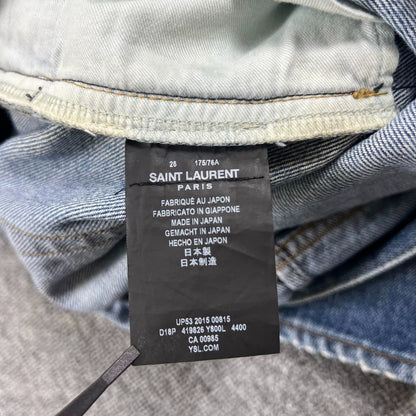 28 175/76A
SAINT LAURENT
PARIS
FABRIQUÉ AU JAPON
FABBRICATO IN GIAPPONE
MADE IN JAPAN
GEMACHT IN JAPAN
HECHO EN JAPON
日本製
日本制造
UP53 2015 00815
D18P 419826 Y800L 4400
CA 00985
YSL.COM